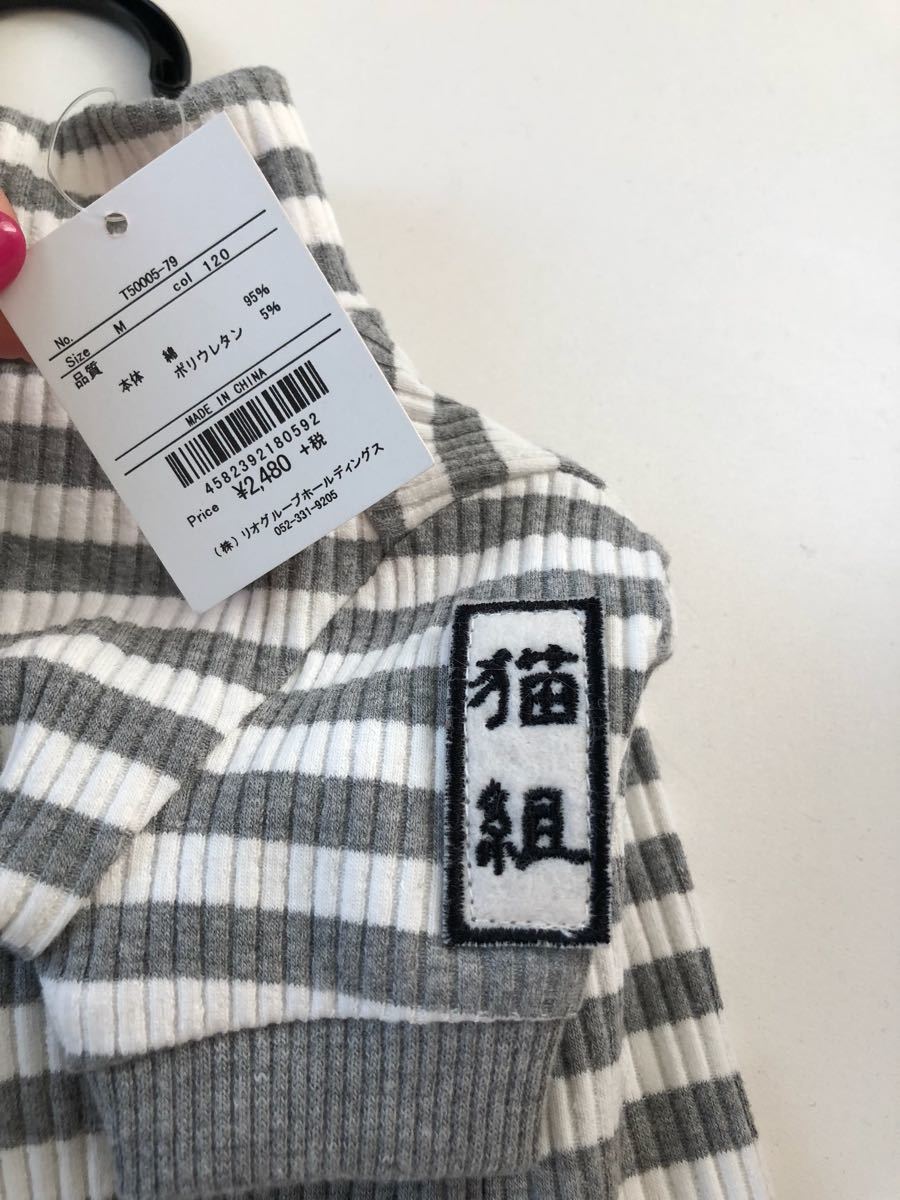 No. T50005-79
Size M col 120
品質 本体 綿 95%
ポリウレタン 5%
MADE IN CHINA
4582392180592
Price ¥2,480 +税
(株)リオグループホールディングス
052-331-9205
猫
組